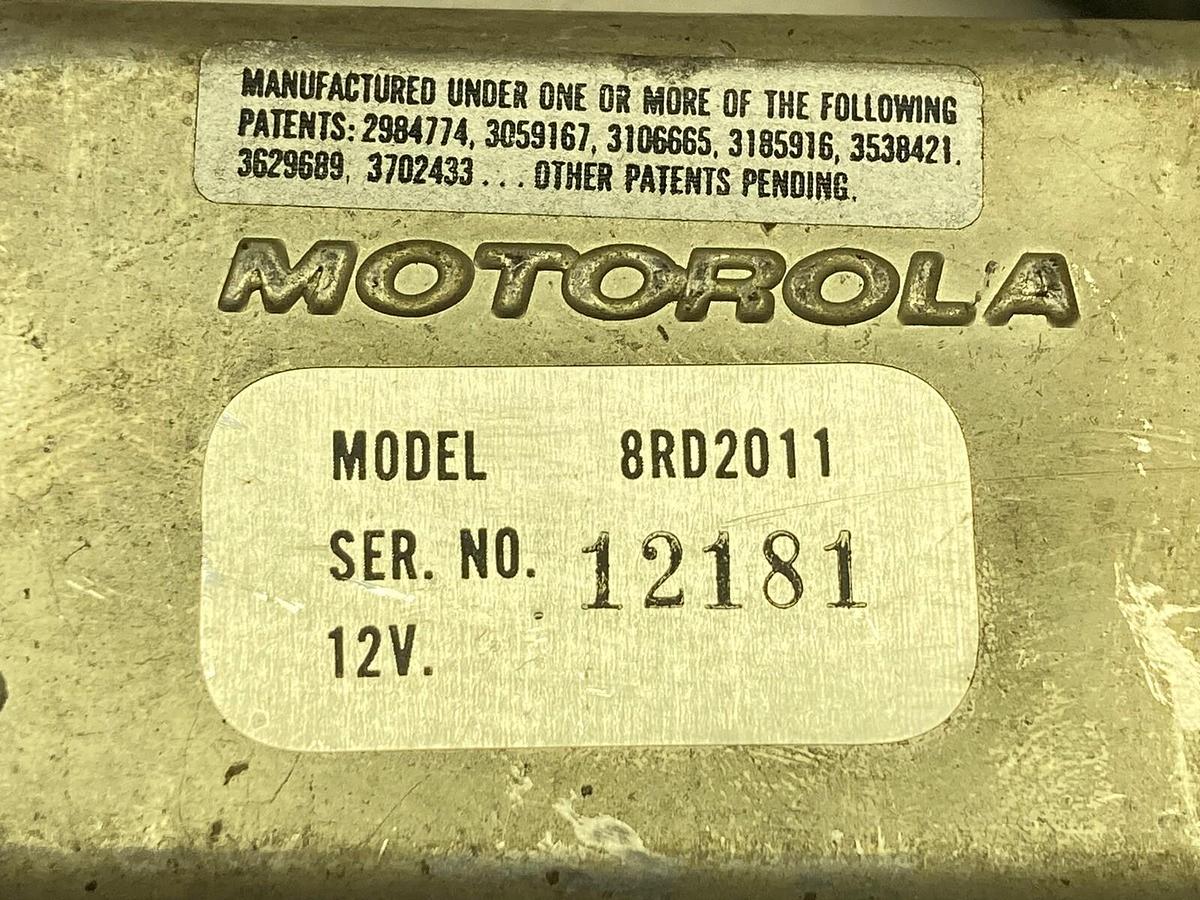 MANUFACTURED UNDER ONE OR MORE OF THE FOLLOWING
PATENTS: 2984774, 3059167, 3106665, 3185916, 3538421.
3629689, 3702433 ... OTHER PATENTS PENDING.
MOTOROLA
MODEL 8RD2011
SER. NO. 12181
12V.